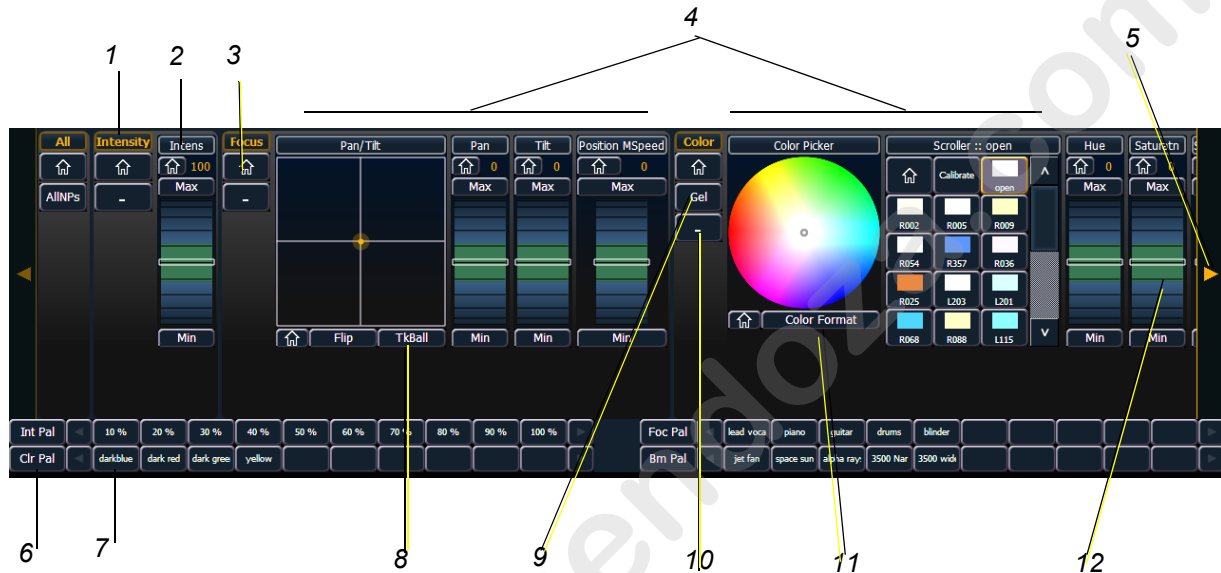 4
5
1 2 3
All Intensity Intens Focus Pan/Tilt Pan Tilt Position MSpeed Color Color Picker Scroller :: open Hue Saturetn
100 0 0 0 Calibrate open ʌ 0 0
AllNPs - Max - Max Max Max Gel Max Max
R002 R005 R009
-
R054 R357 R036
R025 L203 L201
Min Flip TkBall Min Min Min Color Format R068 R088 L115 v Min Min
Int Pal 10 % 20 % 30 % 40 % 50 % 60 % 70 % 80 % 90 % 100 % Foc Pal lead voca piano guitar drums blinder
Clr Pal darkblue dark red dark gree yellow Bm Pal jet fan space sun alpha rays 3500 Nar 3500 wide
6 7 8 9 10 11 12